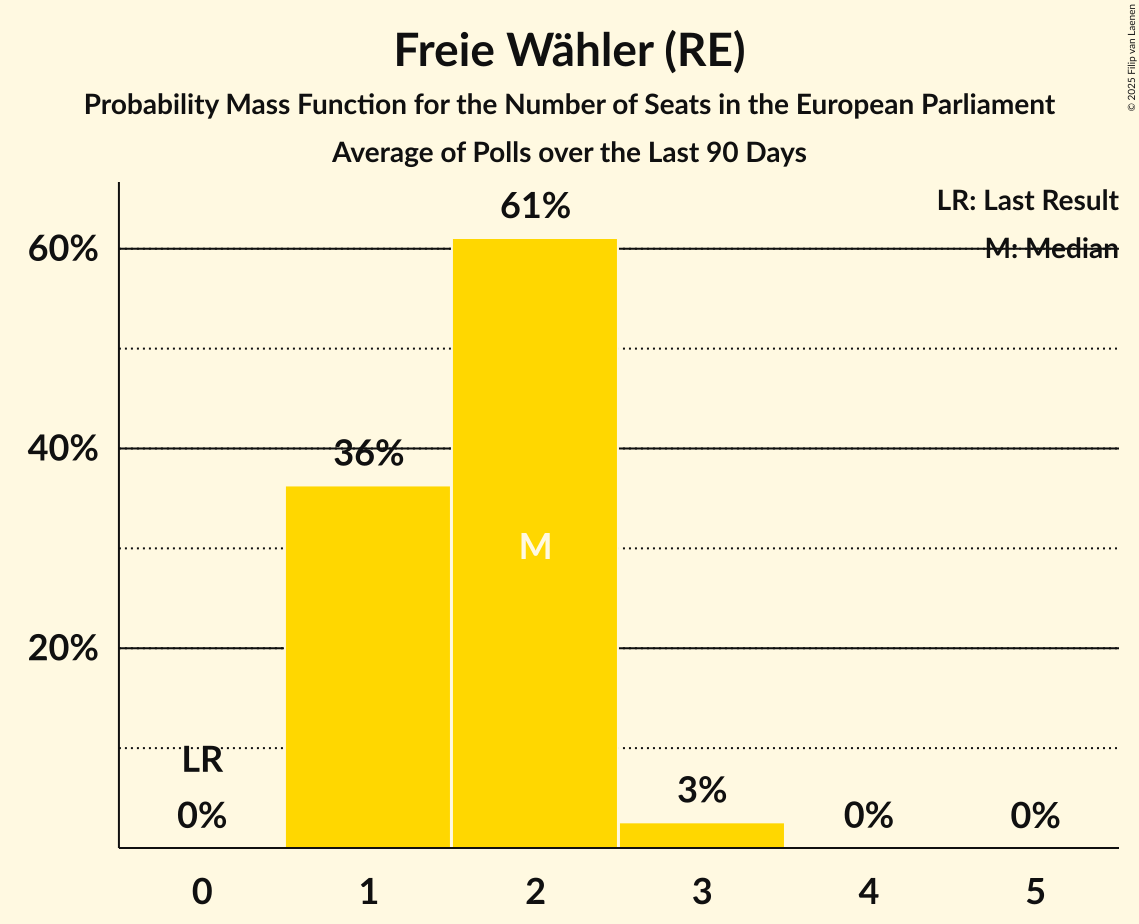 Freie Wähler (RE)
Probability Mass Function for the Number of Seats in the European Parliament
Average of Polls over the Last 90 Days
© 2025 Filip van Laenen
LR: Last Result
M: Median
60%
40%
20%
61%
36%
M
LR
0%
3%
0%
0%
0
1
2
3
4
5